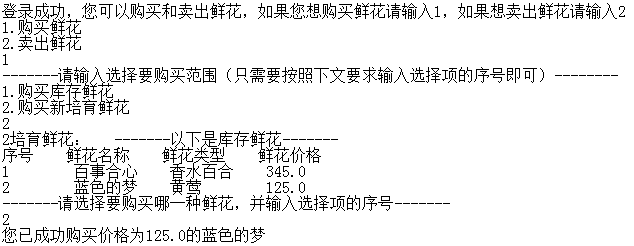 登录成功，您可以购买和卖出鲜花，如果您想购买鲜花请输入1，如果想卖出鲜花请输入2
1.购买鲜花
2.卖出鲜花
1
-------请输入选择要购买范围（只需要按照下文要求输入选择项的序号即可）--------
1.购买库存鲜花
2.购买新培育鲜花
2
2培育鲜花： -------以下是库存鲜花-------
序号 鲜花名称 鲜花类型 鲜花价格
1 百事合心 香水百合 345.0
2 蓝色的梦 黄莺 125.0
-------请选择要购买哪一种鲜花，并输入选择项的序号-------
2
您已成功购买价格为125.0的蓝色的梦